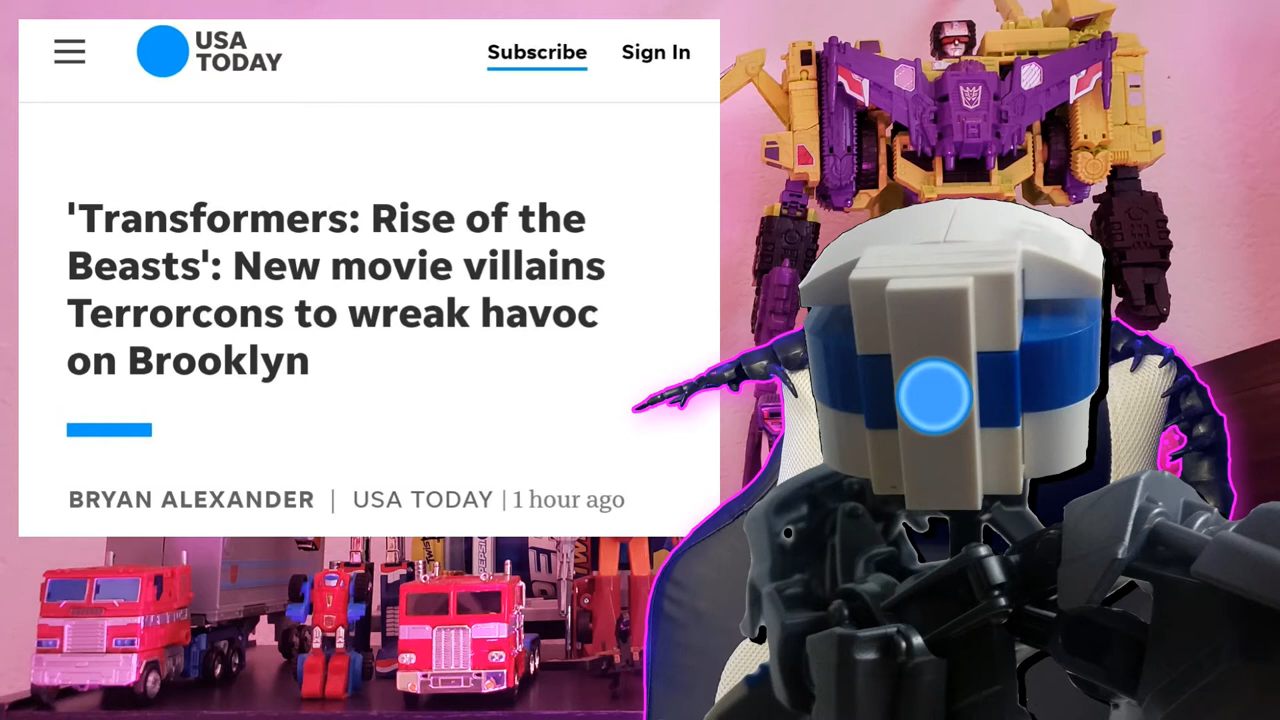 USA
TODAY
Subscribe
Sign In
'Transformers: Rise of the
Beasts': New movie villains
Terrorcons to wreak havoc
on Brooklyn
BRYAN ALEXANDER | USA TODAY | 1 hour ago